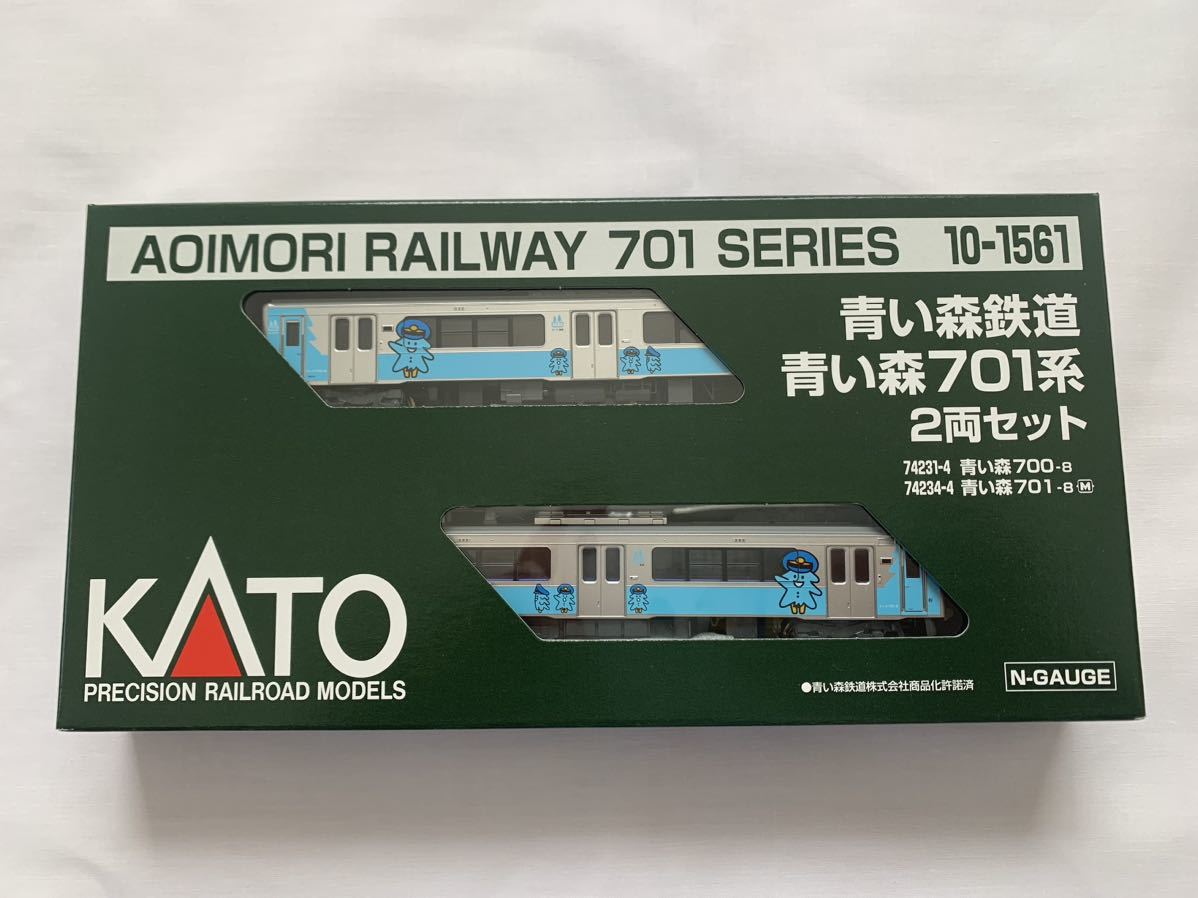 AOIMORI RAILWAY 701 SERIES 10-1561
青い森鉄道
青い森701系
2両セット
74231-4 青い森700-8
74234-4 青い森701-8 M
KATO
PRECISION RAILROAD MODELS
●青い森鉄道株式会社商品化許諾済
N-GAUGE